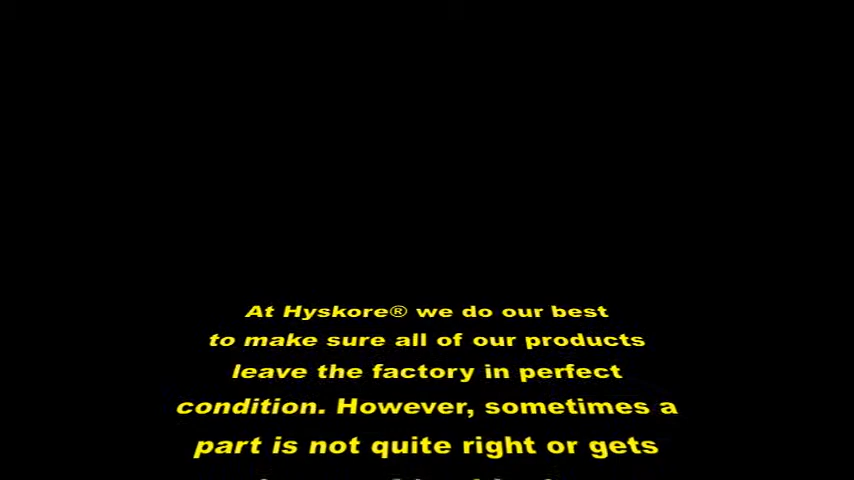 At Hyskore® we do our best
to make sure all of our products
leave the factory in perfect
condition. However, sometimes a
part is not quite right or gets